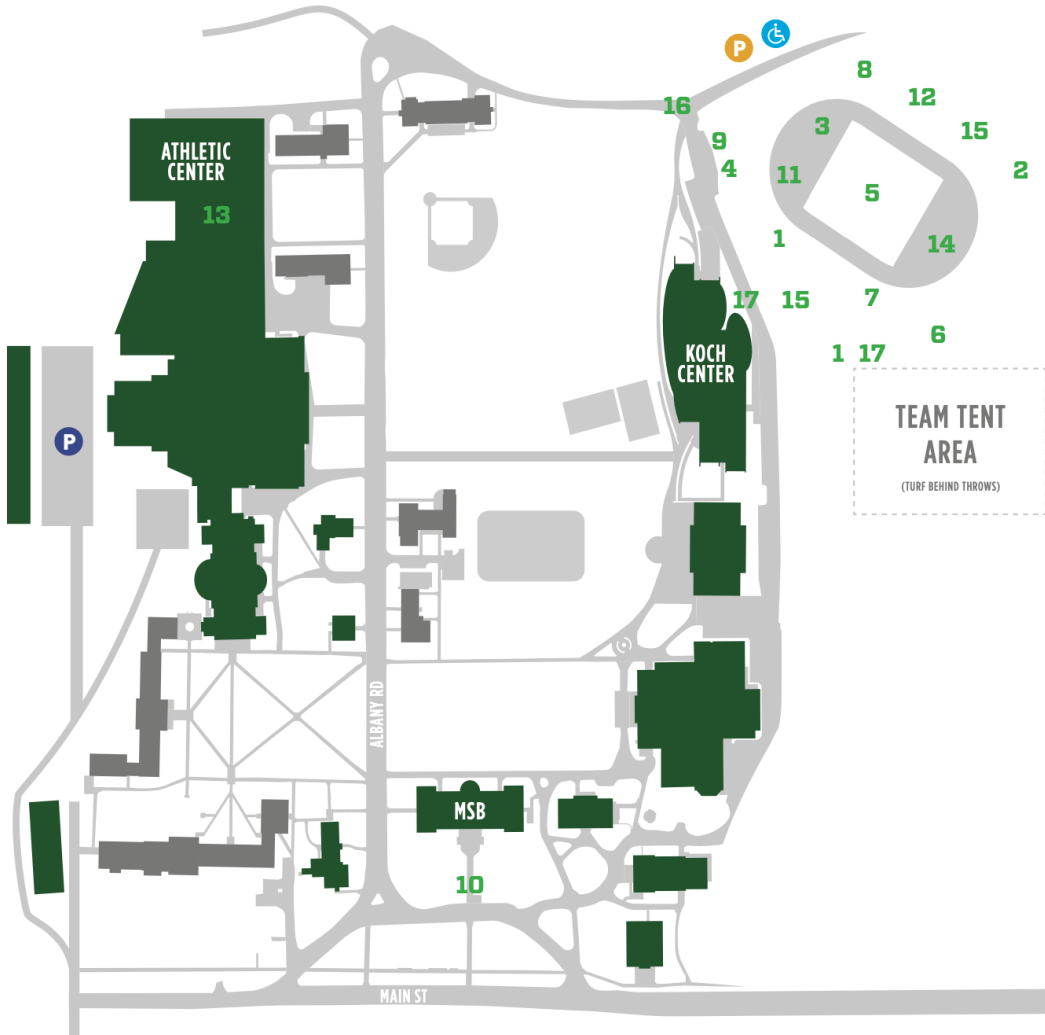 P
8
12
16
3
15
9
ATHLETIC
CENTER
4
11
2
5
13
1
14
17
15
7
6
KOCH
CENTER
1
17
TEAM TENT
AREA
(TURF BEHIND THROWS)
P
ALBANY RD
MSB
10
MAIN ST